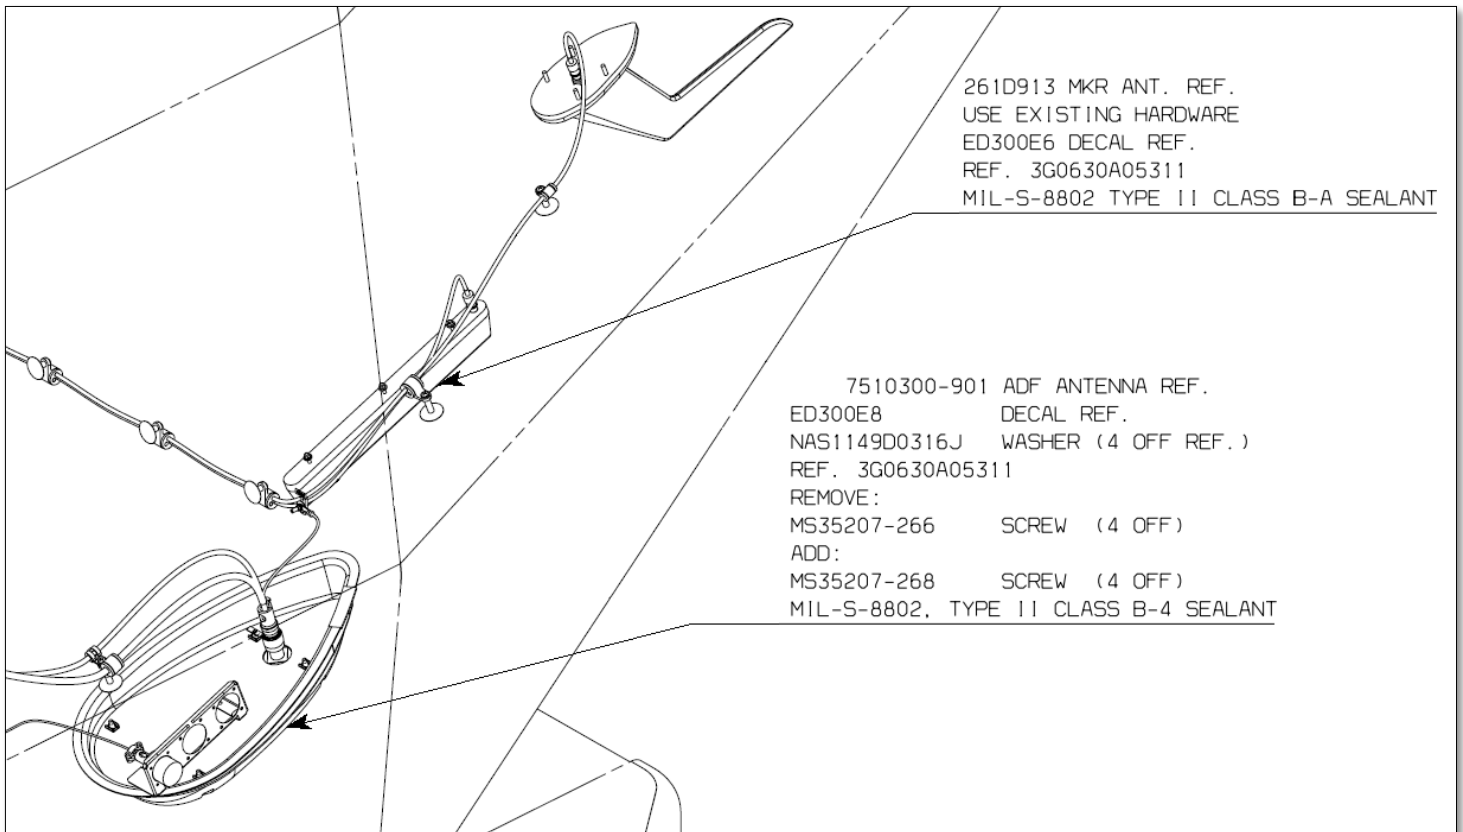 261D913 MKR ANT. REF.
USE EXISTING HARDWARE
ED300E6 DECAL REF.
REF. 3G0630A05311
MIL-S-8802 TYPE II CLASS B-A SEALANT
7510300-901 ADF ANTENNA REF.
ED300E8 DECAL REF.
NAS1149D0316J WASHER (4 OFF REF.)
REF. 3G0630A05311
REMOVE:
MS35207-266 SCREW (4 OFF)
ADD:
MS35207-268 SCREW (4 OFF)
MIL-S-8802, TYPE II CLASS B-4 SEALANT